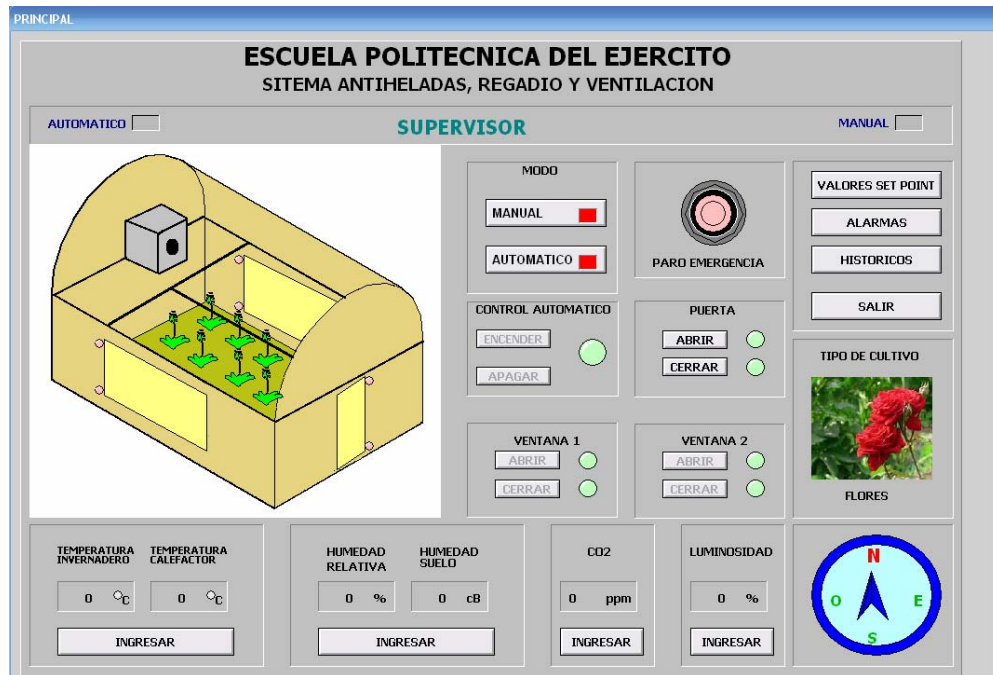 PRINCIPAL
ESCUELA POLITECNICA DEL EJERCITO
SITEMA ANTIHELADAS, REGADIO Y VENTILACION
AUTOMATICO
SUPERVISOR
MANUAL
MODO
MANUAL
AUTOMATICO
PARO EMERGENCIA
VALORES SET POINT
ALARMAS
HISTORICOS
SALIR
CONTROL AUTOMATICO
ENCENDER
APAGAR
PUERTA
ABRIR
CERRAR
TIPO DE CULTIVO
FLORES
VENTANA 1
ABRIR
CERRAR
VENTANA 2
ABRIR
CERRAR
TEMPERATURA
INVERNADERO
0 °C
TEMPERATURA
CALEFACTOR
0 °C
INGRESAR
HUMEDAD
RELATIVA
0 %
HUMEDAD
SUELO
0 cB
INGRESAR
CO2
0 ppm
INGRESAR
LUMINOSIDAD
0 %
INGRESAR
N
O E
S